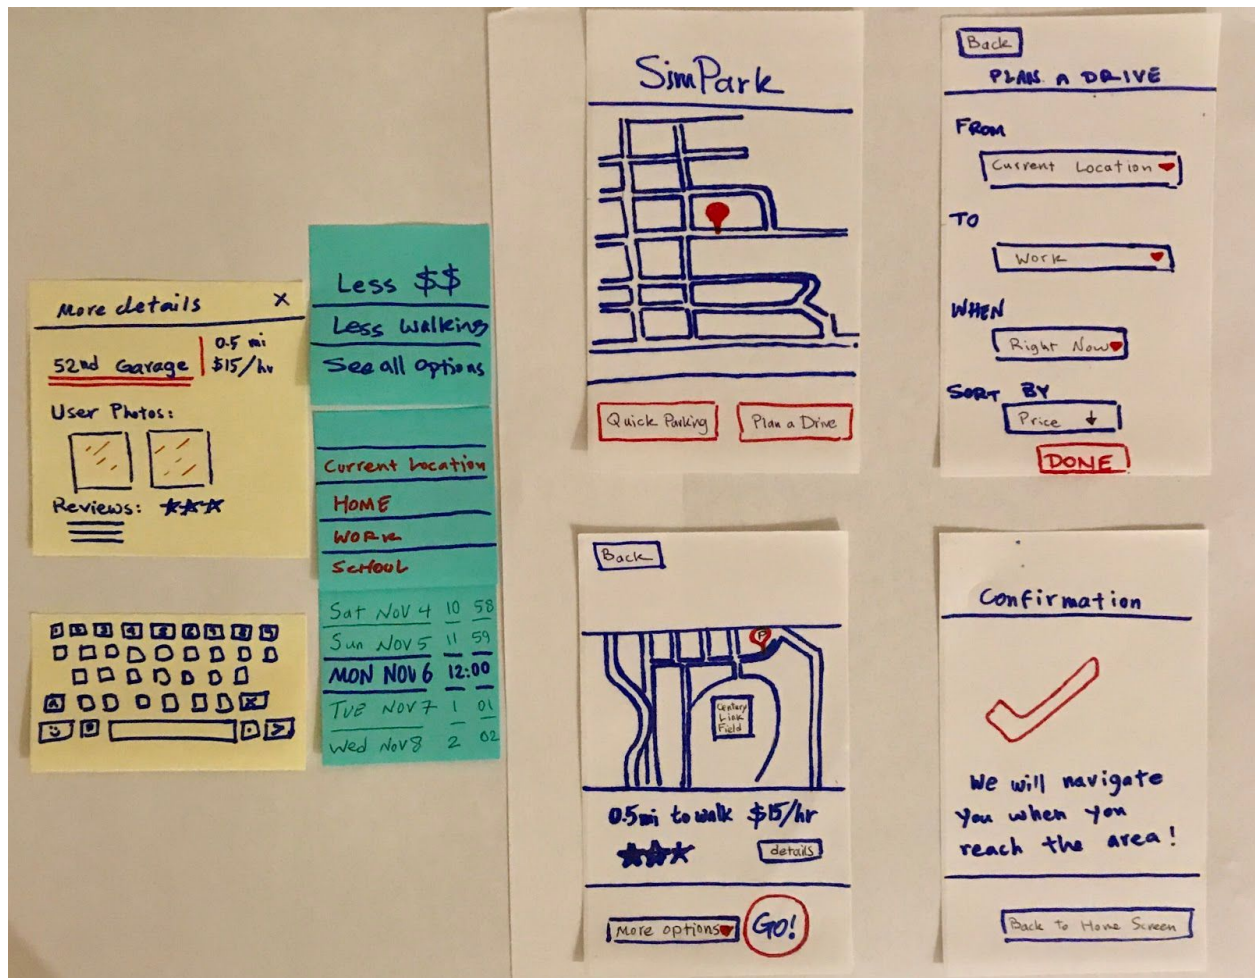 More details X
52nd Garage
0.5 mi
$15/hr
User Photos:
Reviews:
Less $$
Less Walking
See all options
Current Location
HOME
WORK
SCHOOL
Sat Nov 4 10 58
Sun Nov 5 11 59
MON NOV 6 12:00
TUE NOV 7 1 01
Wed Nov 8 2 02
SimPark
Quick Parking
Plan a Drive
Back
PLAN A DRIVE
FROM
Current Location
TO
Work
WHEN
Right Now
SORT BY
Price ↓
DONE
Back
P
Century
Link
Field
0.5mi to walk $15/hr
details
More options
Go!
Confirmation
We will navigate
you when you
reach the area!
Back to Home Screen